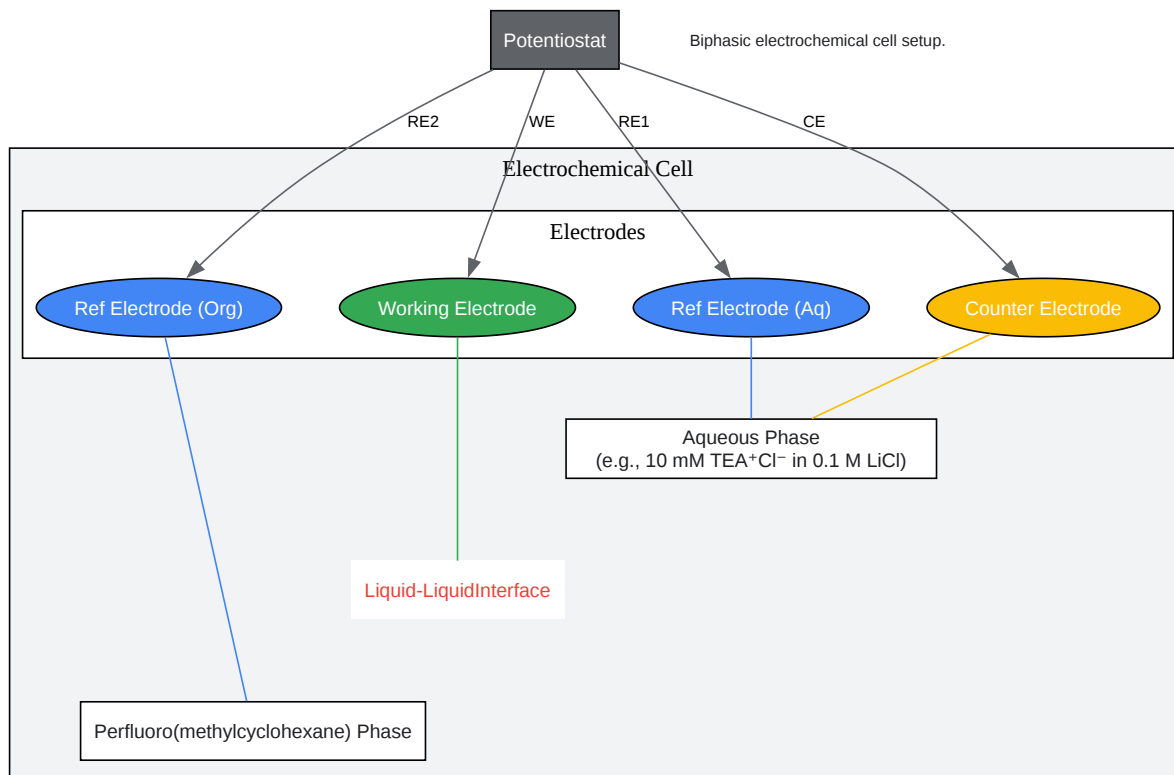 Potentiostat
Biphasic electrochemical cell setup.
RE2
WE
RE1
CE
Electrochemical Cell
Electrodes
Ref Electrode (Org)
Working Electrode
Ref Electrode (Aq)
Counter Electrode
Aqueous Phase
(e.g., 10 mM TEA⁺Cl⁻ in 0.1 M LiCl)
Liquid-LiquidInterface
Perfluoro(methylcyclohexane) Phase